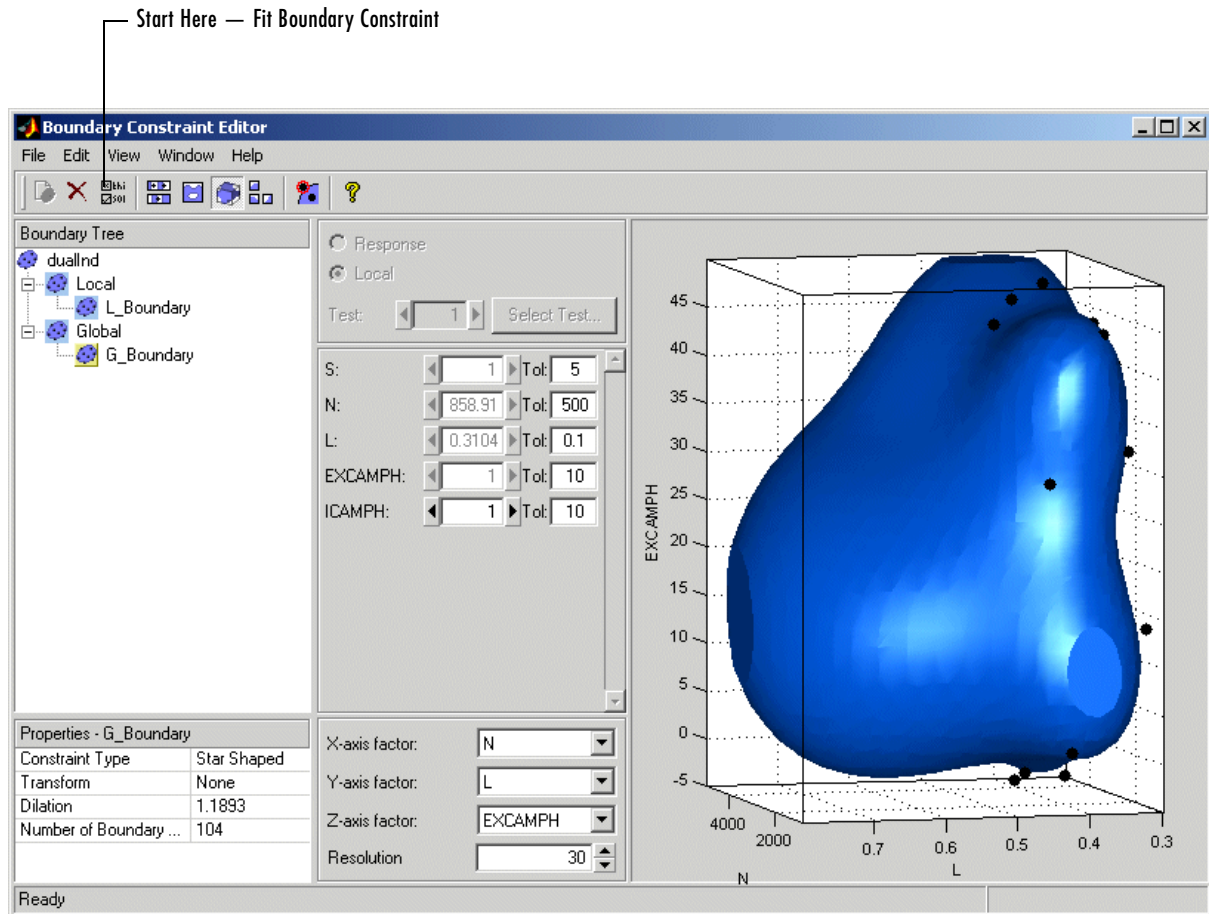 Start Here — Fit Boundary Constraint
Boundary Constraint Editor
File Edit View Window Help
Boundary Tree
dualInd
Local
L_Boundary
Global
G_Boundary
Response
Local
Test: 1 Select Test...
S: 1 Tol: 5
N: 858.91 Tol: 500
L: 0.3104 Tol: 0.1
EXCAMPH: 1 Tol: 10
ICAMPH: 1 Tol: 10
Properties - G_Boundary
Constraint Type Star Shaped
Transform None
Dilation 1.1893
Number of Boundary ... 104
X-axis factor: N
Y-axis factor: L
Z-axis factor: EXCAMPH
Resolution 30
EXCAMPH
45
40
35
30
25
20
15
10
5
0
-5
4000
2000
N
0.7
0.6
0.5
0.4
0.3
L
Ready